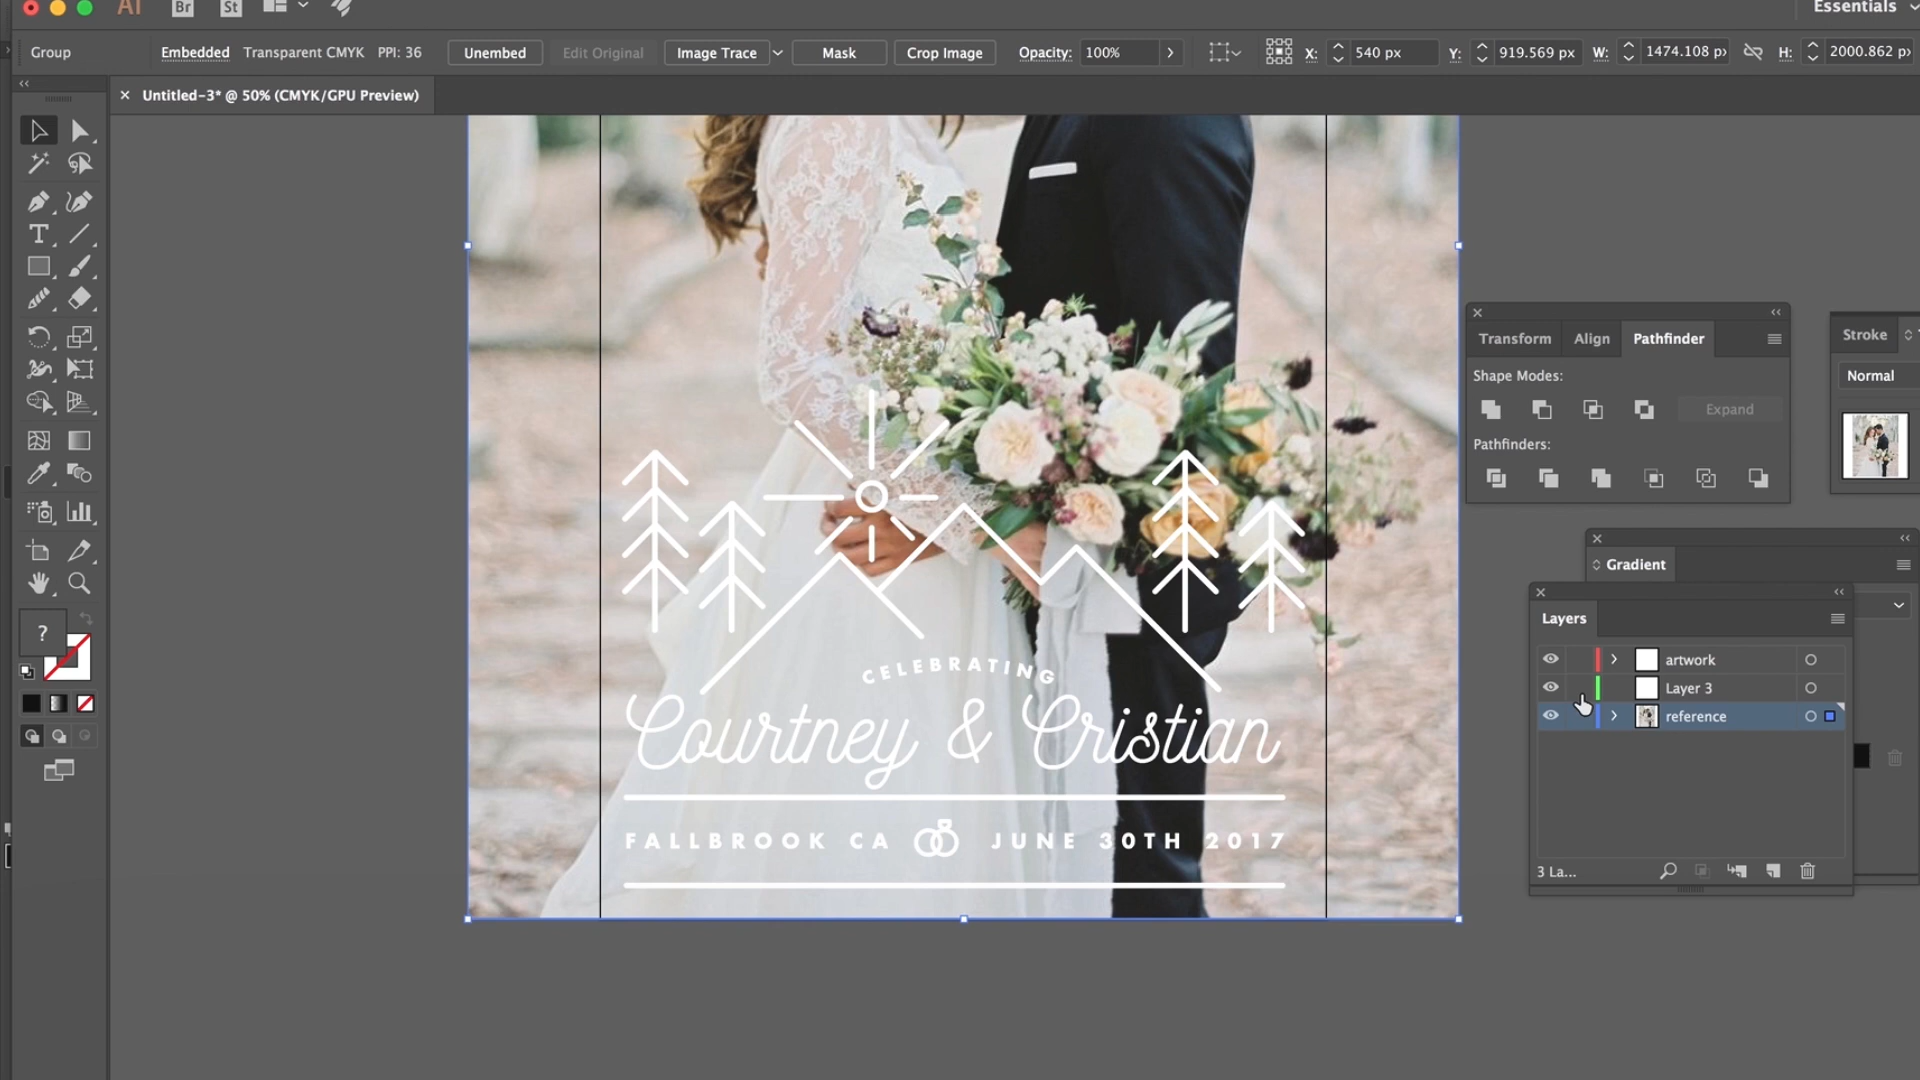 Ai Br St Essentials
Group Embedded Transparent CMYK PPI: 36 Unembed Edit Original Image Trace Mask Crop Image Opacity: 100% X: 540 px Y: 919.569 px W: 1474.108 px H: 2000.862 px
Untitled-3* @ 50% (CMYK/GPU Preview)
Transform Align Pathfinder
Stroke
Shape Modes:
Normal
Expand
Pathfinders:
Gradient
Layers
artwork
Layer 3
reference
3 La...
?
CELEBRATING
Courtney & Cristian
FALLBROOK CA JUNE 30TH 2017